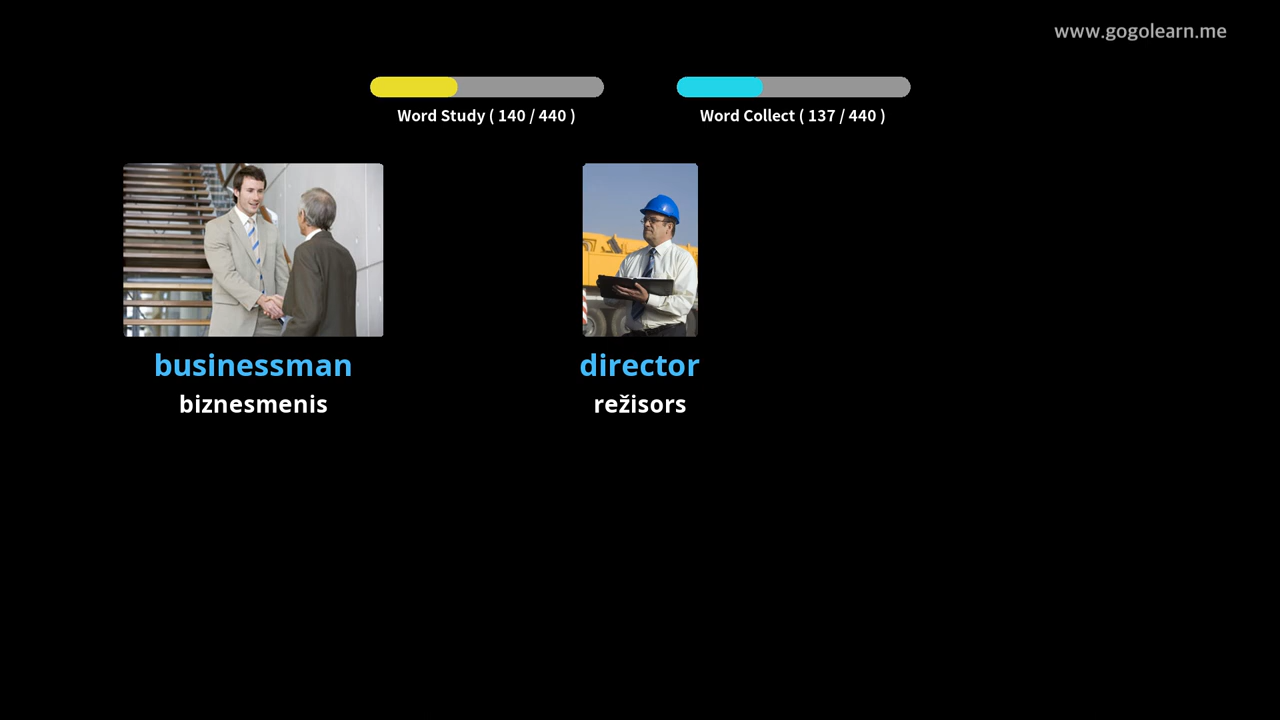 www.gogolearn.me
Word Study ( 140 / 440 )
Word Collect ( 137 / 440 )
businessman
biznesmenis
director
režisors